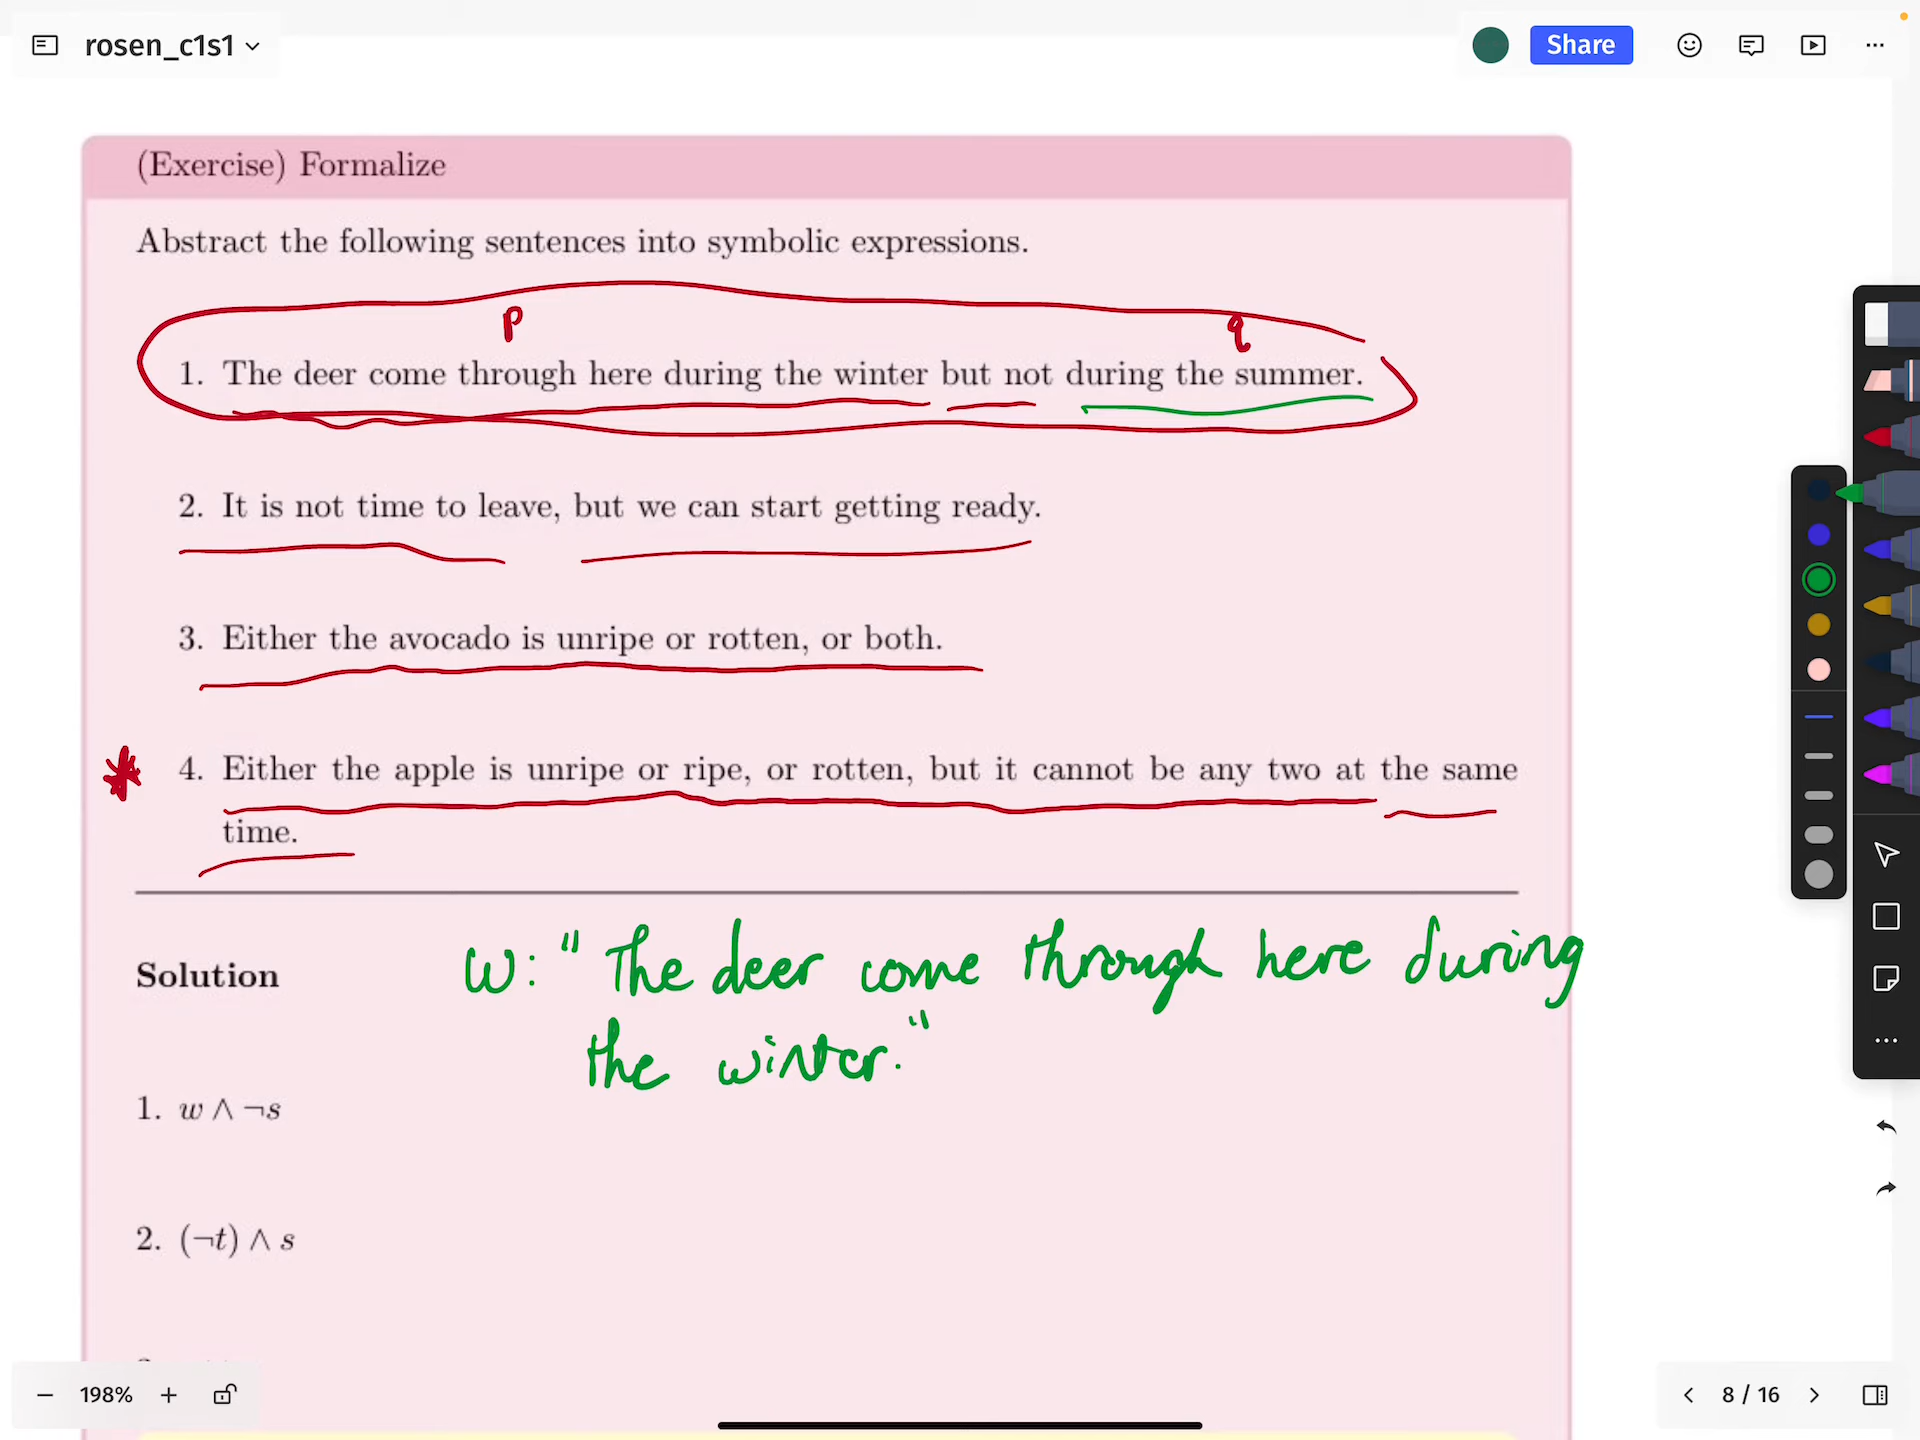 rosen_c1s1
Share
(Exercise) Formalize
Abstract the following sentences into symbolic expressions.
p q
1. The deer come through here during the winter but not during the summer.
2. It is not time to leave, but we can start getting ready.
3. Either the avocado is unripe or rotten, or both.
* 4. Either the apple is unripe or ripe, or rotten, but it cannot be any two at the same
time.
Solution
w: "The deer come through here during
the winter."
1. w ∧ ¬s
2. (¬t) ∧ s
198%
8 / 16